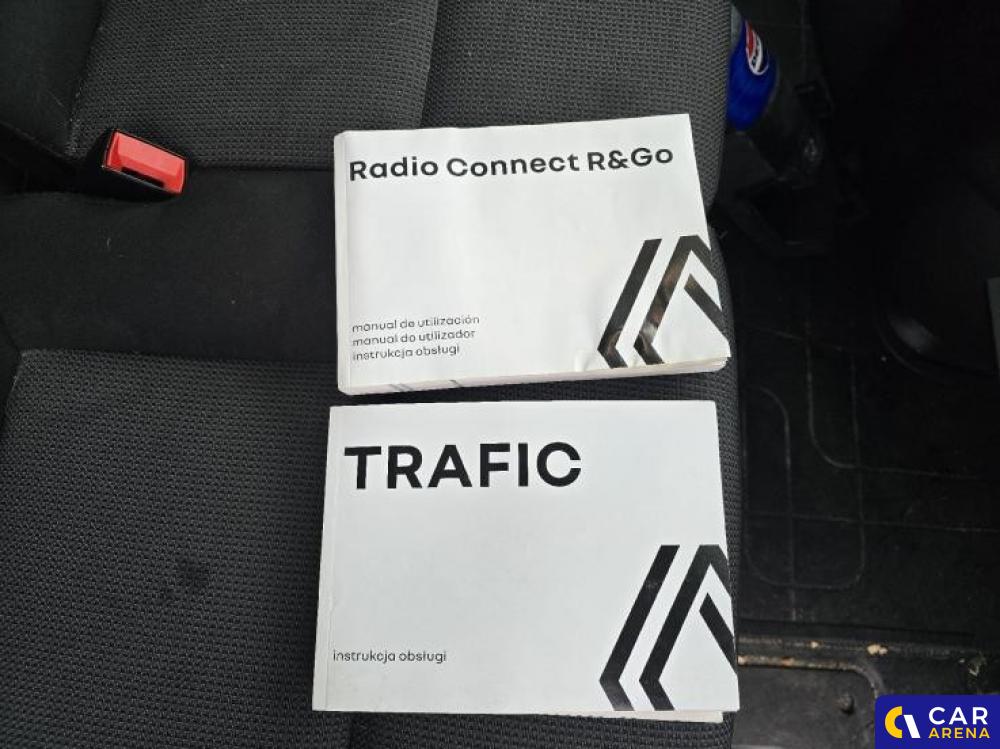 Radio Connect R&Go
manual de utilización
manual do utilizador
instrukcja obsługi
TRAFIC
instrukcja obsługi
CAR
ARENA